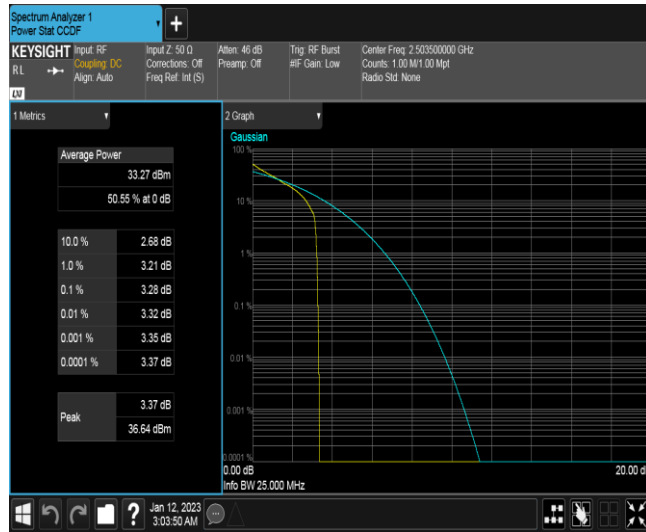 Spectrum Analyzer 1
Power Stat CCDF
+
KEYSIGHT
RL
LXI
Input: RF
Coupling: DC
Align: Auto
Input Z: 50 Ω
Corrections: Off
Freq Ref: Int (S)
Atten: 46 dB
Preamp: Off
Trig: RF Burst
#IF Gain: Low
Center Freq: 2.503500000 GHz
Counts: 1.00 M/1.00 Mpt
Radio Std: None
1 Metrics
Average Power
33.27 dBm
50.55 % at 0 dB
10.0 % 2.68 dB
1.0 % 3.21 dB
0.1 % 3.28 dB
0.01 % 3.32 dB
0.001 % 3.35 dB
0.0001 % 3.37 dB
Peak
3.37 dB
36.64 dBm
2 Graph
Gaussian
100 %
10 %
1 %
0.1 %
0.01 %
0.001 %
0.0001 %
0.00 dB
20.00 d
Info BW 25.000 MHz
?
Jan 12, 2023
3:03:50 AM